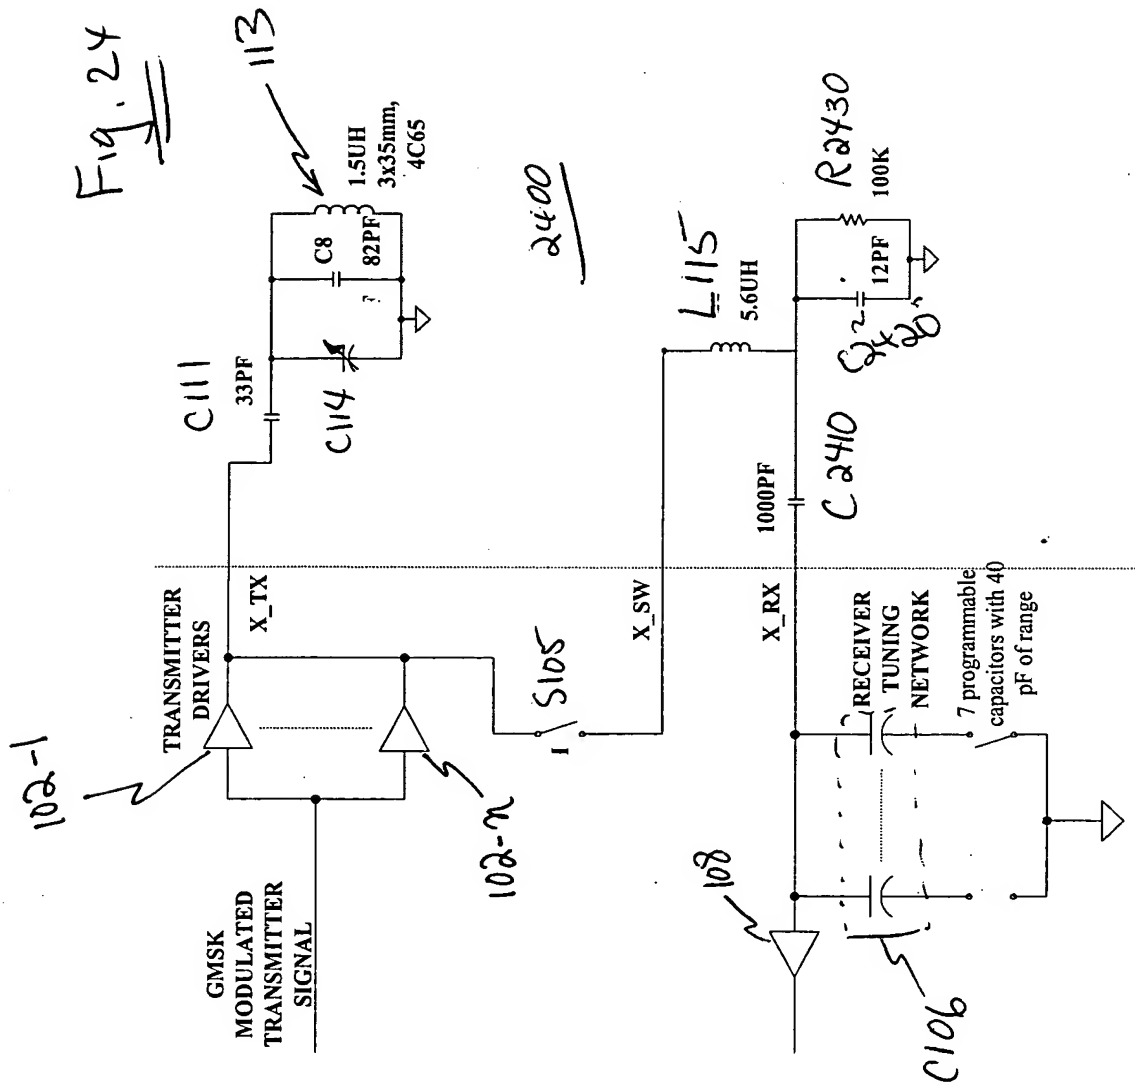 Fig. 24
113
1.5UH
3x35mm,
4C65
C8
82PF
C111
33PF
C114
2400
102-1
TRANSMITTER
DRIVERS
X_TX
102-n
GMSK
MODULATED
TRANSMITTER
SIGNAL
S105
X_SW
L115
5.6UH
R2430
100K
12PF
C2420
1000PF
C 2410
X_RX
RECEIVER
TUNING
NETWORK
7 programmable
capacitors with 40
pF of range
108
C106